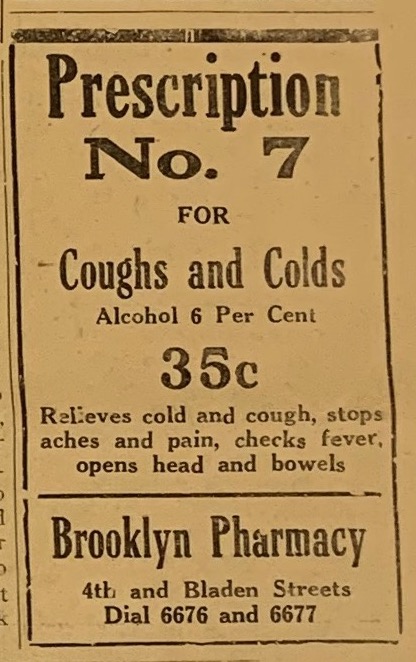 Prescription
No. 7
FOR
Coughs and Colds
Alcohol 6 Per Cent
35c
Relieves cold and cough, stops
aches and pain, checks fever,
opens head and bowels
Brooklyn Pharmacy
4th and Bladen Streets
Dial 6676 and 6677